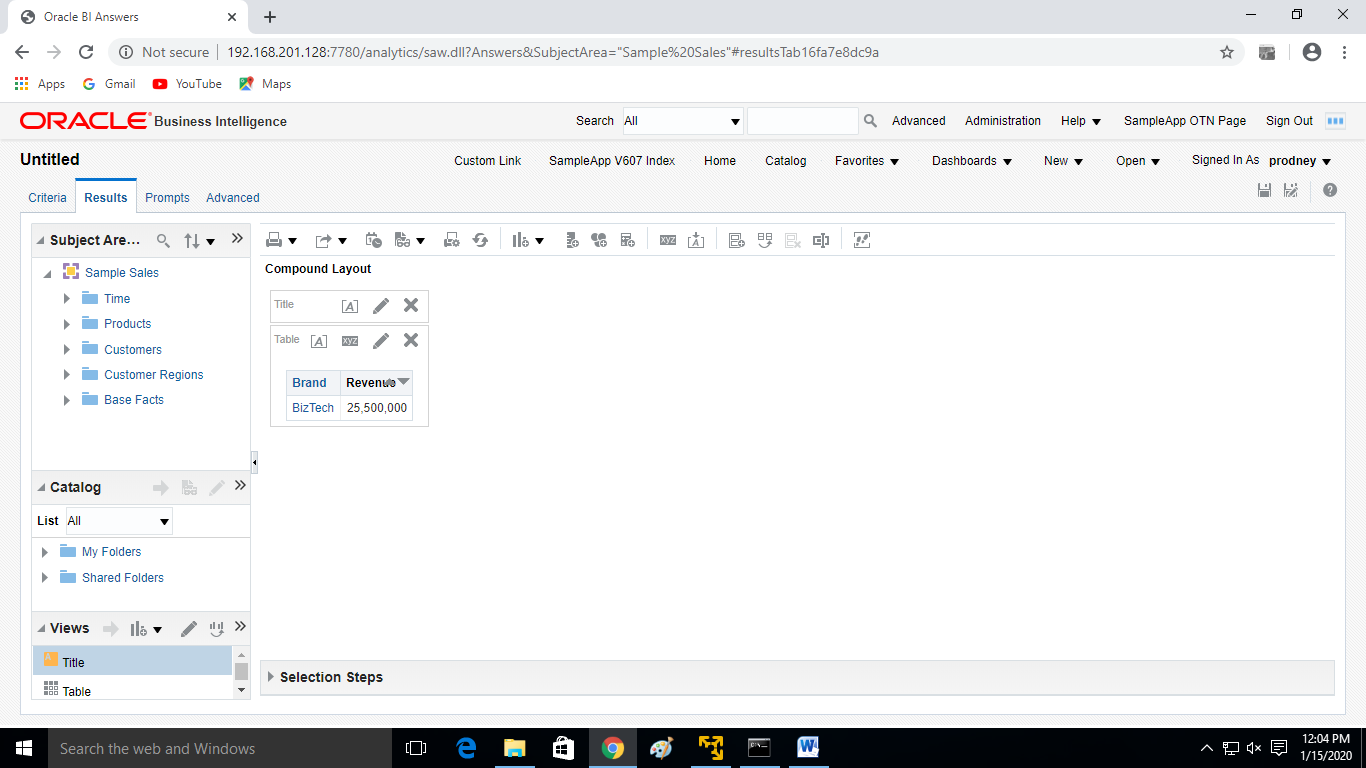 Oracle BI Answers
Not secure 192.168.201.128:7780/analytics/saw.dll?Answers&SubjectArea="Sample%20Sales"#resultsTab16fa7e8dc9a
Apps Gmail YouTube Maps
ORACLE Business Intelligence Search All Advanced Administration Help SampleApp OTN Page Sign Out
Untitled Custom Link SampleApp V607 Index Home Catalog Favorites Dashboards New Open Signed In As prodney
Criteria Results Prompts Advanced
Subject Are...
Sample Sales
Time
Products
Customers
Customer Regions
Base Facts
Catalog
List All
My Folders
Shared Folders
Views
Title
Table
xyz
Compound Layout
Title [A]
Table [A] xyz
Brand Revenue
BizTech 25,500,000
Selection Steps
Search the web and Windows
12:04 PM
1/15/2020